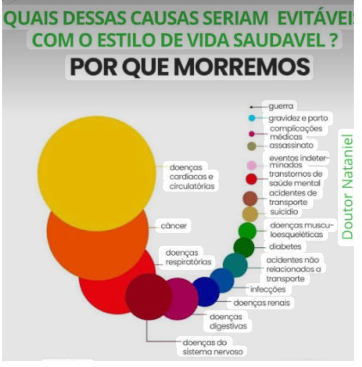 QUAIS DESSAS CAUSAS SERIAM EVITÁVEIS
COM O ESTILO DE VIDA SAUDAVEL ?
POR QUE MORREMOS
guerra
gravidez e parto
complicações
médicas
assassinato
eventos indeter-
minados
transtornos de
saúde mental
acidentes de
transporte
suicídio
doenças muscu-
loesqueléticas
diabetes
acidentes não
relacionados a
transporte
infecções
doenças renais
doenças
digestivas
doenças do
sistema nervoso
doenças
respiratórias
câncer
doenças
cardíacas e
circulatórias
Doutor Nataniel